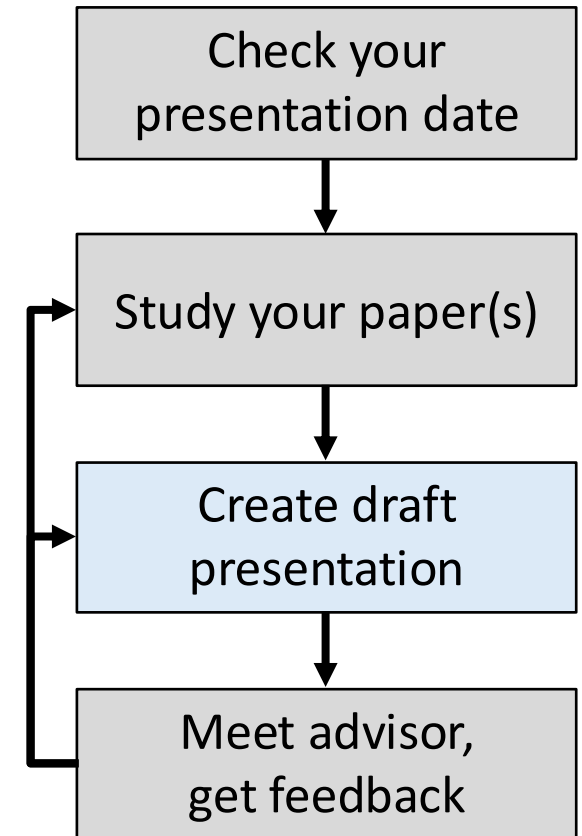 Check your
presentation date
Study your paper(s)
Create draft
presentation
Meet advisor,
get feedback